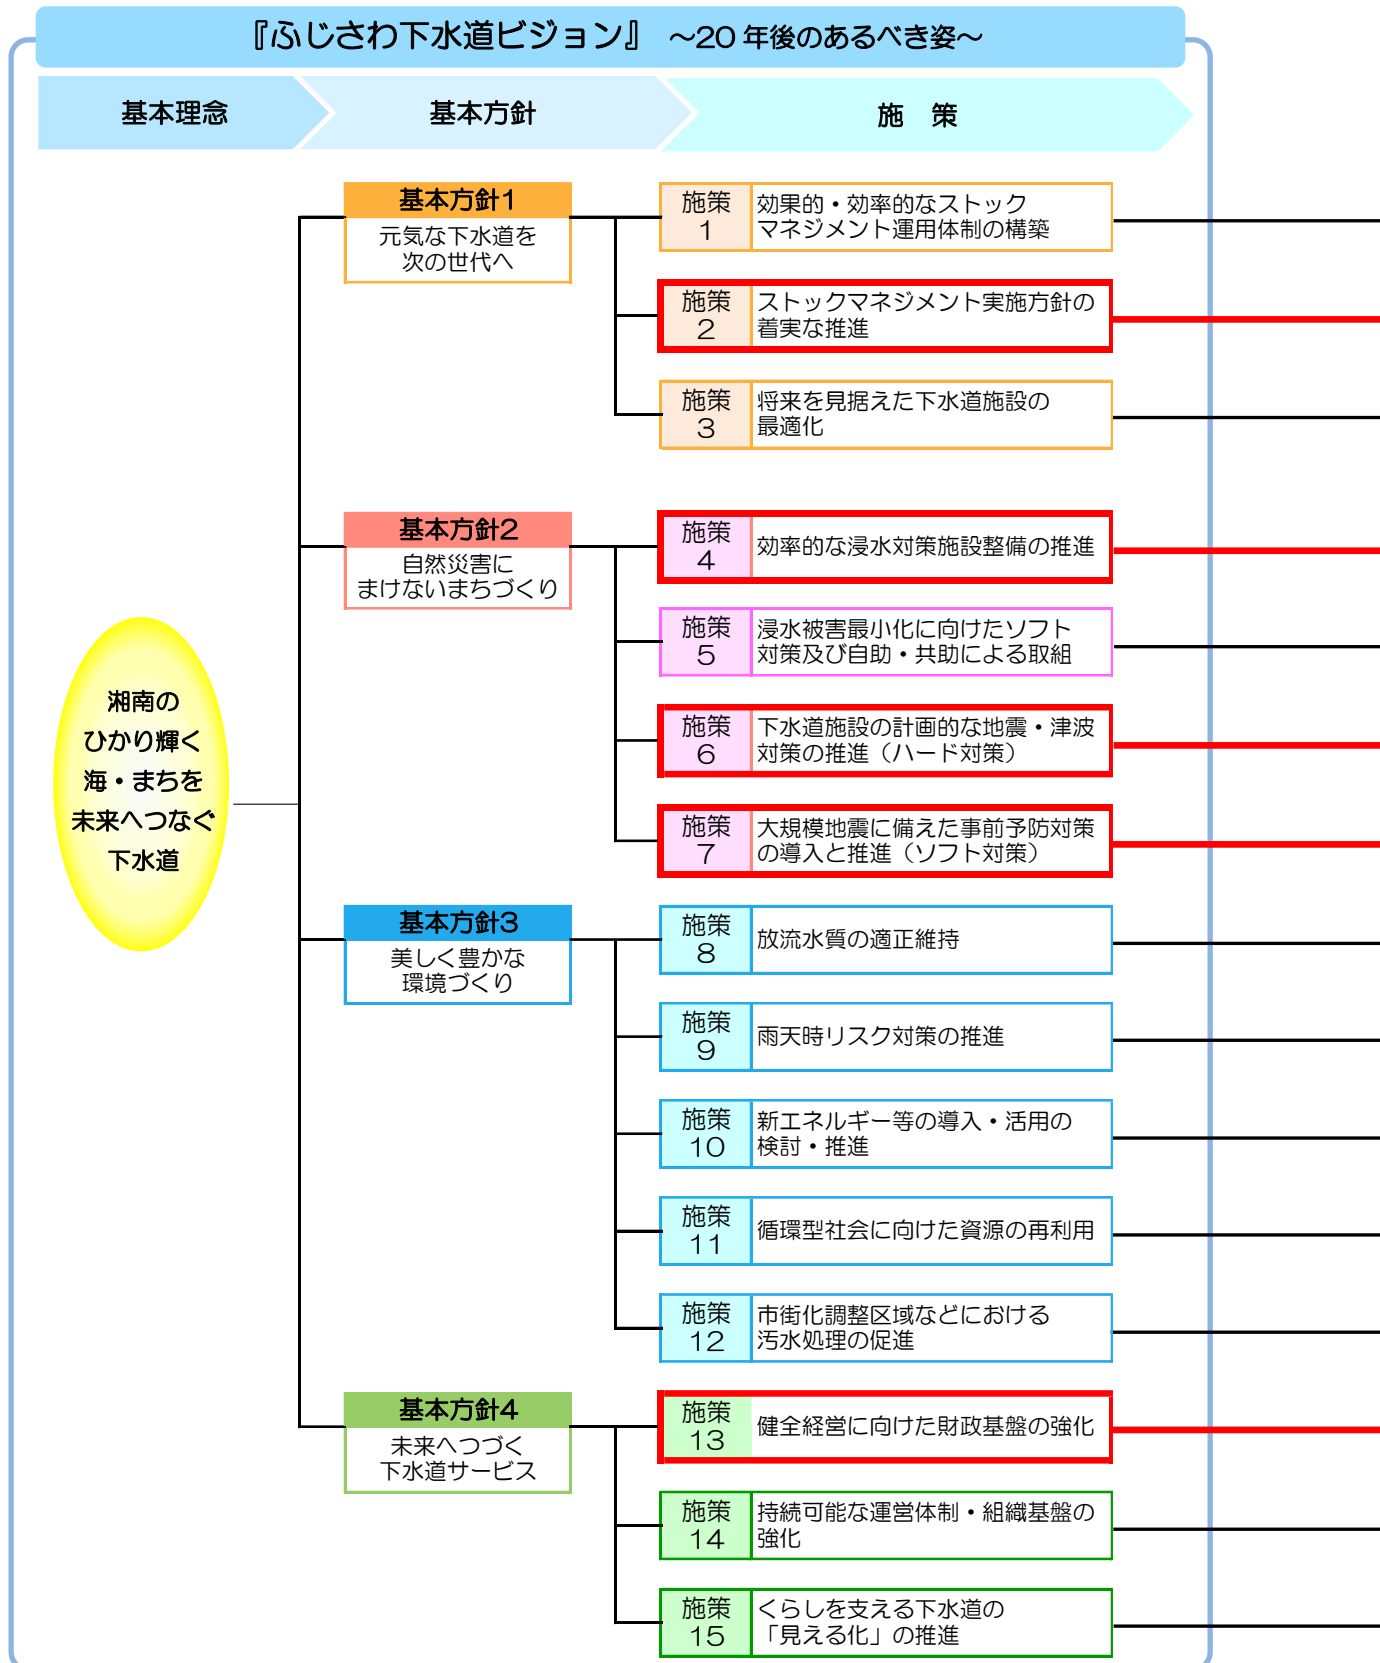 『ふじさわ下水道ビジョン』 ～20年後のあるべき姿～
基本理念
基本方針
施 策
湘南の
ひかり輝く
海・まちを
未来へつなぐ
下水道
基本方針1
元気な下水道を
次の世代へ
施策
1
効果的・効率的なストック
マネジメント運用体制の構築
施策
2
ストックマネジメント実施方針の
着実な推進
施策
3
将来を見据えた下水道施設の
最適化
基本方針2
自然災害に
まけないまちづくり
施策
4
効率的な浸水対策施設整備の推進
施策
5
浸水被害最小化に向けたソフト
対策及び自助・共助による取組
施策
6
下水道施設の計画的な地震・津波
対策の推進（ハード対策）
施策
7
大規模地震に備えた事前予防対策
の導入と推進（ソフト対策）
基本方針3
美しく豊かな
環境づくり
施策
8
放流水質の適正維持
施策
9
雨天時リスク対策の推進
施策
10
新エネルギー等の導入・活用の
検討・推進
施策
11
循環型社会に向けた資源の再利用
施策
12
市街化調整区域などにおける
汚水処理の促進
基本方針4
未来へつづく
下水道サービス
施策
13
健全経営に向けた財政基盤の強化
施策
14
持続可能な運営体制・組織基盤の
強化
施策
15
くらしを支える下水道の
「見える化」の推進